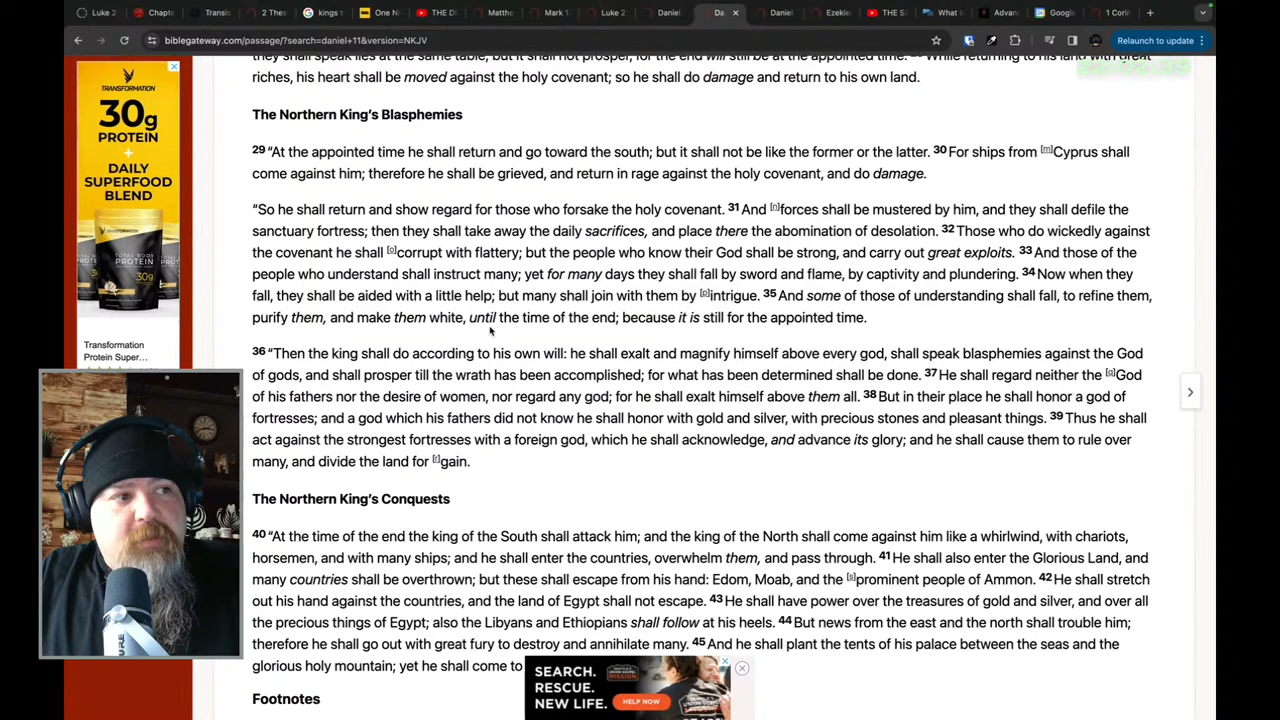 Luke 2
Chapte
Transis
2 Thess
kings
One Ni
THE D
Matthe
Mark 1
Luke 2
Daniel
Da
Daniel
Ezekie
THE S
What i
Advan
Google
1 Corin
biblegateway.com/passage/?search=daniel+11&version=NKJV
Relaunch to update
riches, his heart shall be moved against the holy covenant; so he shall do damage and return to his own land.
The Northern King's Blasphemies
29 "At the appointed time he shall return and go toward the south; but it shall not be like the former or the latter. 30 For ships from [m]Cyprus shall
come against him; therefore he shall be grieved, and return in rage against the holy covenant, and do damage.
"So he shall return and show regard for those who forsake the holy covenant. 31 And [n]forces shall be mustered by him, and they shall defile the
sanctuary fortress; then they shall take away the daily sacrifices, and place there the abomination of desolation. 32 Those who do wickedly against
the covenant he shall [o]corrupt with flattery; but the people who know their God shall be strong, and carry out great exploits. 33 And those of the
people who understand shall instruct many; yet for many days they shall fall by sword and flame, by captivity and plundering. 34 Now when they
fall, they shall be aided with a little help; but many shall join with them by [p]intrigue. 35 And some of those of understanding shall fall, to refine them,
purify them, and make them white, until the time of the end; because it is still for the appointed time.
36 "Then the king shall do according to his own will: he shall exalt and magnify himself above every god, shall speak blasphemies against the God
of gods, and shall prosper till the wrath has been accomplished; for what has been determined shall be done. 37 He shall regard neither the [q]God
of his fathers nor the desire of women, nor regard any god; for he shall exalt himself above them all. 38 But in their place he shall honor a god of
fortresses; and a god which his fathers did not know he shall honor with gold and silver, with precious stones and pleasant things. 39 Thus he shall
act against the strongest fortresses with a foreign god, which he shall acknowledge, and advance its glory; and he shall cause them to rule over
many, and divide the land for [r]gain.
The Northern King's Conquests
40 "At the time of the end the king of the South shall attack him; and the king of the North shall come against him like a whirlwind, with chariots,
horsemen, and with many ships; and he shall enter the countries, overwhelm them, and pass through. 41 He shall also enter the Glorious Land, and
many countries shall be overthrown; but these shall escape from his hand: Edom, Moab, and the [s]prominent people of Ammon. 42 He shall stretch
out his hand against the countries, and the land of Egypt shall not escape. 43 He shall have power over the treasures of gold and silver, and over all
the precious things of Egypt; also the Libyans and Ethiopians shall follow at his heels. 44 But news from the east and the north shall trouble him;
therefore he shall go out with great fury to destroy and annihilate many. 45 And he shall plant the tents of his palace between the seas and the
glorious holy mountain; yet he shall come to
Footnotes
TRANSFORMATION
30g
PROTEIN
+
DAILY
SUPERFOOD
BLEND
Transformation
Protein Super...
SEARCH.
RESCUE.
NEW LIFE.
HELP NOW